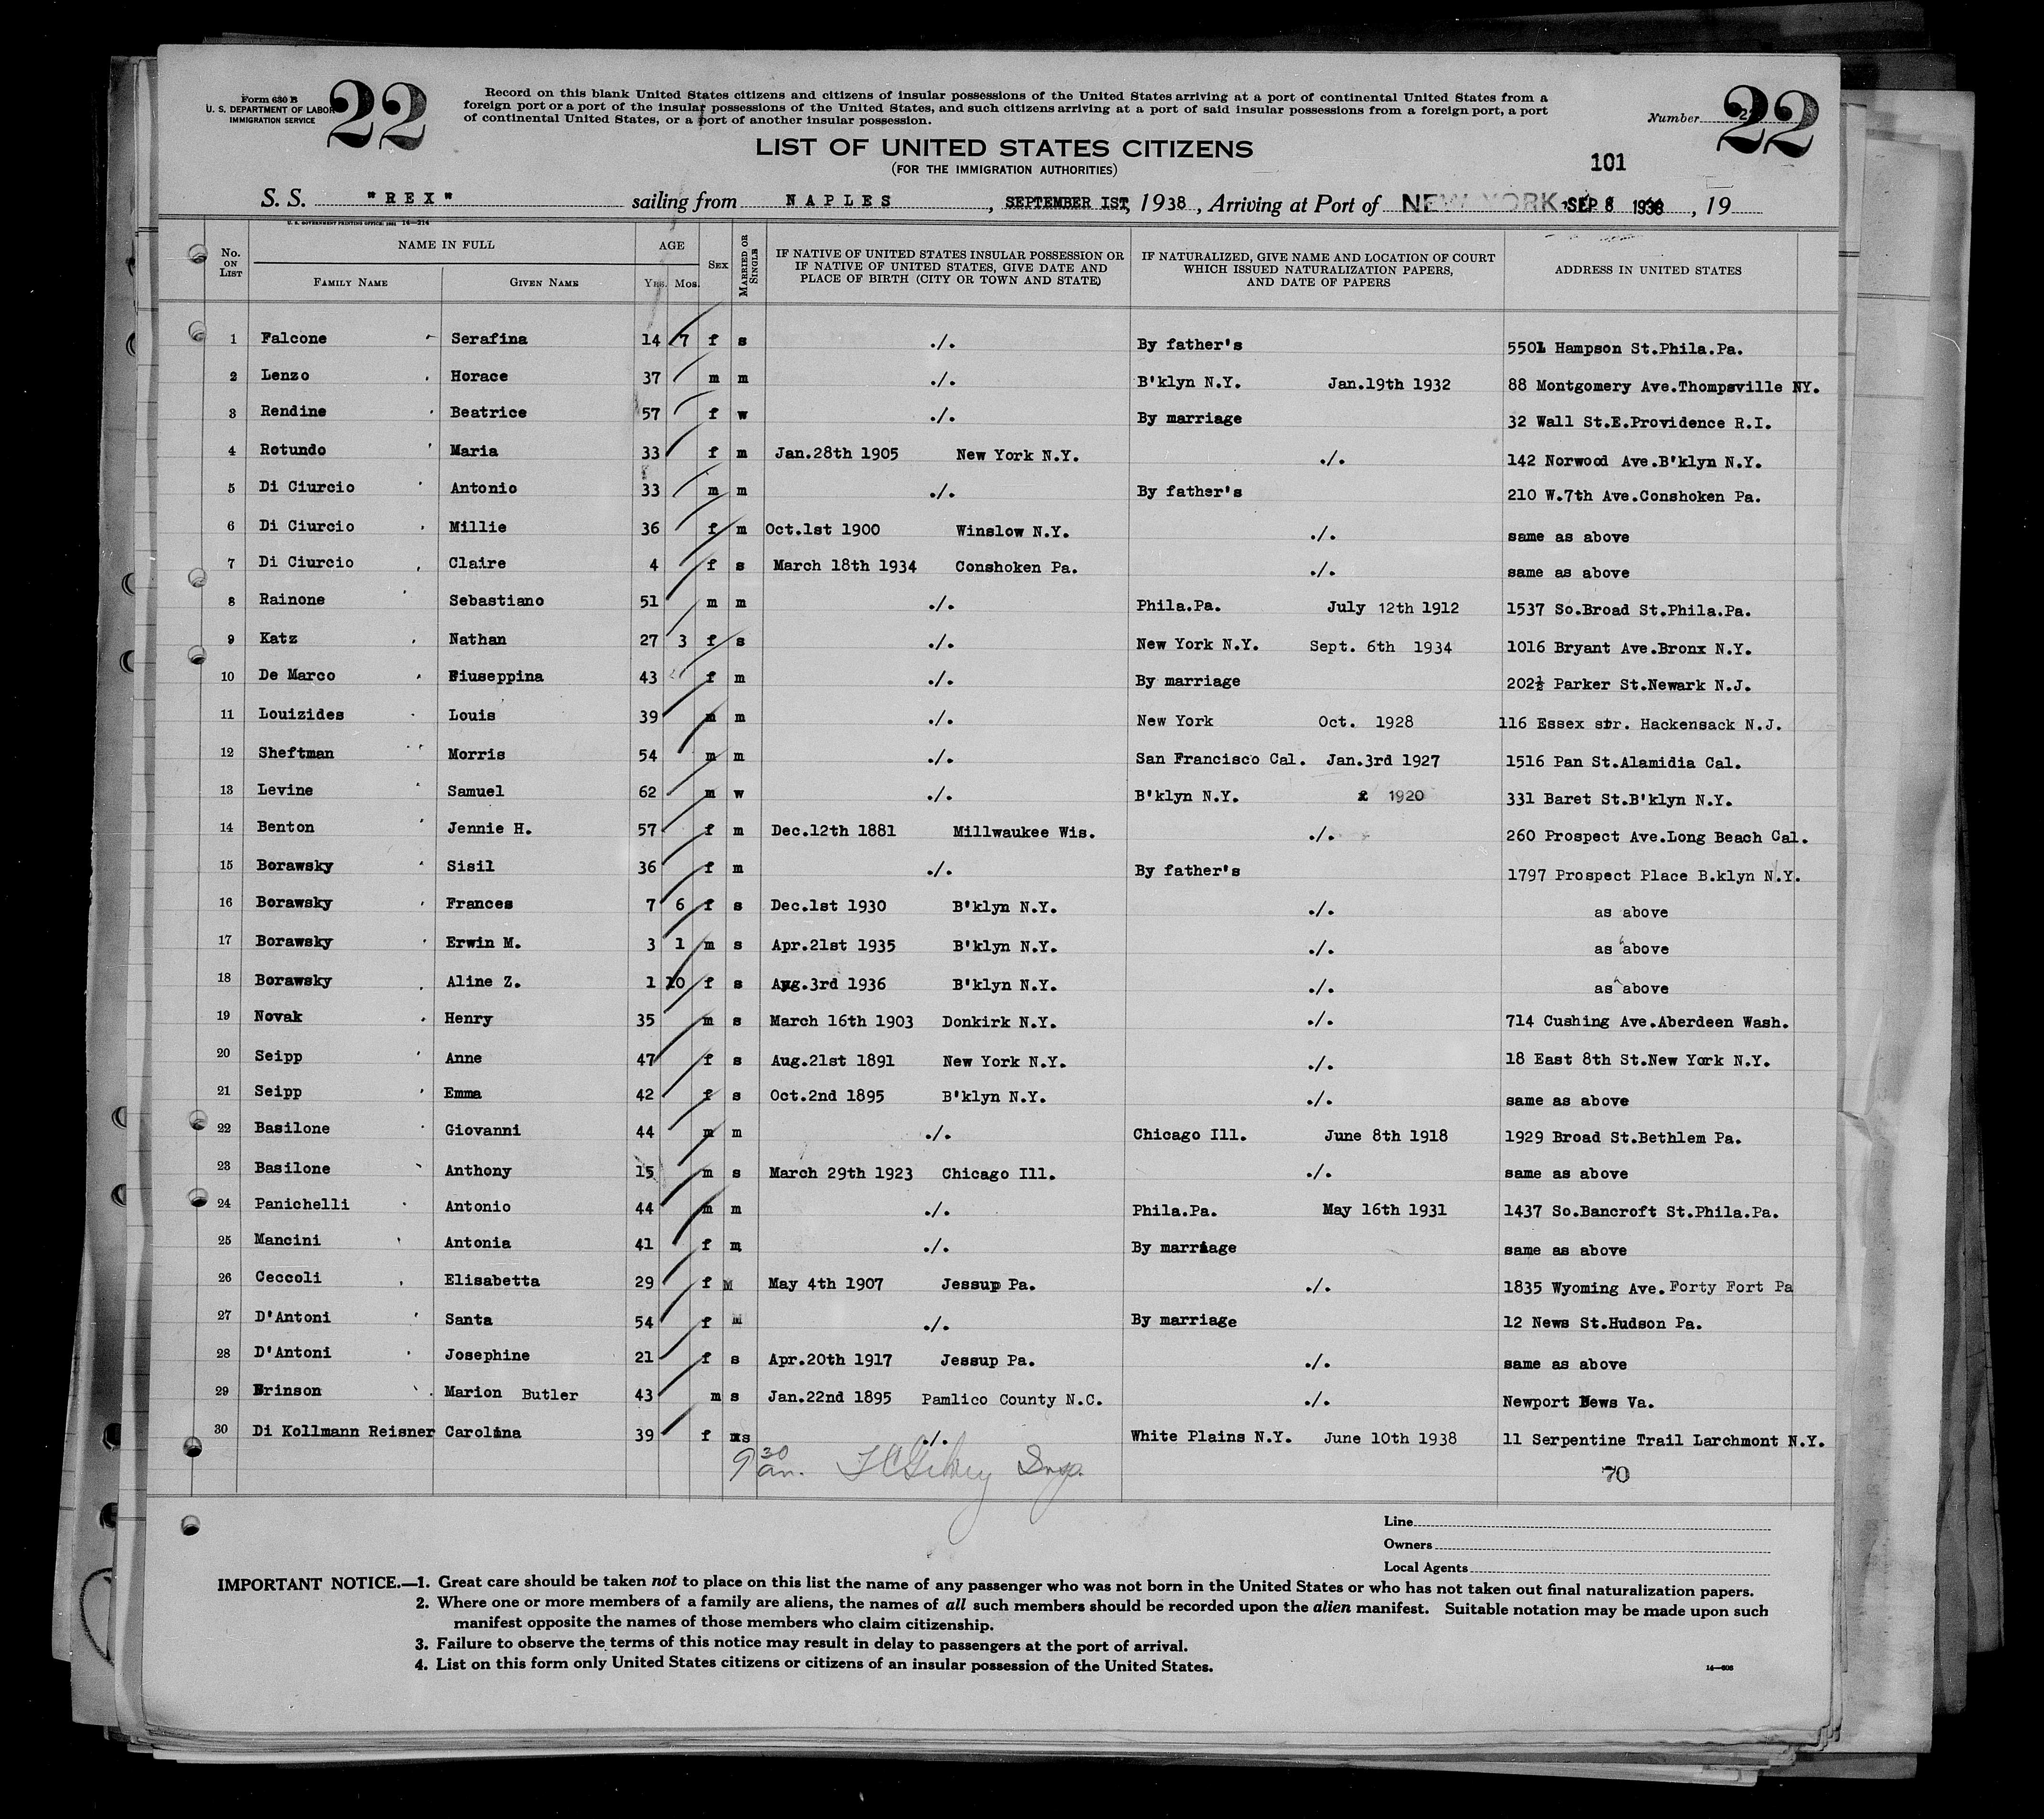 Form 630 B
U. S. DEPARTMENT OF LABOR
IMMIGRATION SERVICE
22
Record on this blank United States citizens and citizens of insular possessions of the United States arriving at a port of continental United States from a
foreign port or a port of the insular possessions of the United States, and such citizens arriving at a port of said insular possessions from a foreign port, a port
of continental United States, or a port of another insular possession.
Number 22
22
LIST OF UNITED STATES CITIZENS
(FOR THE IMMIGRATION AUTHORITIES)
101
S. S. "REX" sailing from NAPLES, SEPTEMBER IST, 1938, Arriving at Port of NEW YORK SEP 8 1938, 19
U. S. GOVERNMENT PRINTING OFFICE: 1931 14-214
No. ON LIST NAME IN FULL FAMILY NAME GIVEN NAME AGE Yrs. Mos. SEX MARRIED OR SINGLE IF NATIVE OF UNITED STATES INSULAR POSSESSION OR IF NATIVE OF UNITED STATES, GIVE DATE AND PLACE OF BIRTH (CITY OR TOWN AND STATE) IF NATURALIZED, GIVE NAME AND LOCATION OF COURT WHICH ISSUED NATURALIZATION PAPERS, AND DATE OF PAPERS ADDRESS IN UNITED STATES
1 Falcone Serafina 14 7 f s ./. By father's 5501 Hampson St.Phila.Pa.
2 Lenzo Horace 37 m m ./. B'klyn N.Y. Jan.19th 1932 88 Montgomery Ave.Thompsville NY.
3 Rendine Beatrice 57 f w ./. By marriage 32 Wall St.E.Providence R.I.
4 Rotundo Maria 33 f m Jan.28th 1905 New York N.Y. ./. 142 Norwood Ave.B'klyn N.Y.
5 Di Ciurcio Antonio 33 m m ./. By father's 210 W.7th Ave.Conshoken Pa.
6 Di Ciurcio Millie 36 f m Oct.1st 1900 Winslow N.Y. ./. same as above
7 Di Ciurcio Claire 4 f s March 18th 1934 Conshoken Pa. ./. same as above
8 Rainone Sebastiano 51 m m ./. Phila.Pa. July 12th 1912 1537 So.Broad St.Phila.Pa.
9 Katz Nathan 27 3 f s ./. New York N.Y. Sept. 6th 1934 1016 Bryant Ave.Bronx N.Y.
10 De Marco Giuseppina 43 f m ./. By marriage 202½ Parker St.Newark N.J.
11 Louizides Louis 39 m m ./. New York Oct. 1928 116 Essex str. Hackensack N.J.
12 Sheftman Morris 54 m m ./. San Francisco Cal. Jan.3rd 1927 1516 Pan St.Alamidia Cal.
13 Levine Samuel 62 m w ./. B'klyn N.Y. 1920 331 Baret St.B'klyn N.Y.
14 Benton Jennie H. 57 f m Dec.12th 1881 Millwaukee Wis. ./. 260 Prospect Ave.Long Beach Cal.
15 Borawsky Sisil 36 f m ./. By father's 1797 Prospect Place B.klyn N.Y.
16 Borawsky Frances 7 6 f s Dec.1st 1930 B'klyn N.Y. ./. as above
17 Borawsky Erwin M. 3 1 m s Apr.21st 1935 B'klyn N.Y. ./. as above
18 Borawsky Aline Z. 1 10 f s Aug.3rd 1936 B'klyn N.Y. ./. as above
19 Novak Henry 35 m s March 16th 1903 Donkirk N.Y. ./. 714 Cushing Ave.Aberdeen Wash.
20 Seipp Anne 47 f s Aug.21st 1891 New York N.Y. ./. 18 East 8th St.New York N.Y.
21 Seipp Emma 42 f s Oct.2nd 1895 B'klyn N.Y. ./. same as above
22 Basilone Giovanni 44 m m ./. Chicago Ill. June 8th 1918 1929 Broad St.Bethlem Pa.
23 Basilone Anthony 15 m s March 29th 1923 Chicago Ill. ./. same as above
24 Panichelli Antonio 44 m m ./. Phila.Pa. May 16th 1931 1437 So.Bancroft St.Phila.Pa.
25 Mancini Antonia 41 f m ./. By marriage same as above
26 Ceccoli Elisabetta 29 f M May 4th 1907 Jessup Pa. ./. 1835 Wyoming Ave.Forty Fort Pa
27 D'Antoni Santa 54 f M ./. By marriage 12 News St.Hudson Pa.
28 D'Antoni Josephine 21 f s Apr.20th 1917 Jessup Pa. ./. same as above
29 Brinson Marion Butler 43 m s Jan.22nd 1895 Pamlico County N.C. ./. Newport News Va.
30 Di Kollmann Reisner Carolina 39 f s ./. White Plains N.Y. June 10th 1938 11 Serpentine Trail Larchmont N.Y.
9 30 am. Insp.
70
Line
Owners
Local Agents
IMPORTANT NOTICE.—1. Great care should be taken not to place on this list the name of any passenger who was not born in the United States or who has not taken out final naturalization papers.
2. Where one or more members of a family are aliens, the names of all such members should be recorded upon the alien manifest. Suitable notation may be made upon such
manifest opposite the names of those members who claim citizenship.
3. Failure to observe the terms of this notice may result in delay to passengers at the port of arrival.
4. List on this form only United States citizens or citizens of an insular possession of the United States.